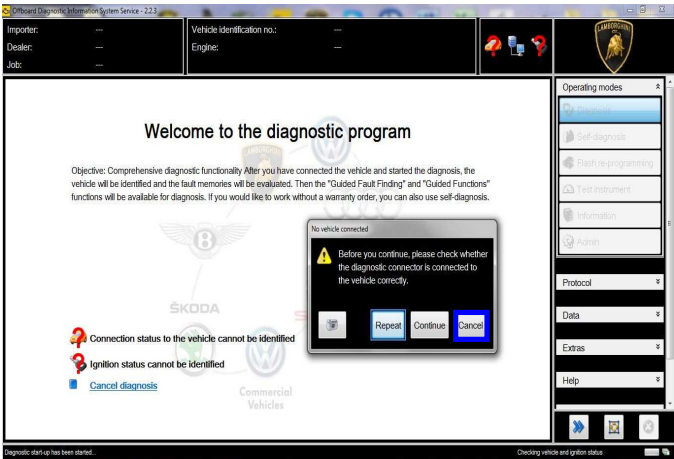 Offboard Diagnostic Information System Service - 2.2.3
Importer: ---
Dealer: ---
Job: ---
Vehicle identification no.: ---
Engine: ---
LAMBORGHINI
Welcome to the diagnostic program
Objective: Comprehensive diagnostic functionality After you have connected the vehicle and started the diagnosis, the
vehicle will be identified and the fault memories will be evaluated. Then the "Guided Fault Finding" and "Guided Functions"
functions will be available for diagnosis. If you would like to work without a warranty order, you can also use self-diagnosis.
B
ŠKODA
S
Commercial
Vehicles
No vehicle connected
Before you continue, please check whether
the diagnostic connector is connected to
the vehicle correctly.
Repeat
Continue
Cancel
Connection status to the vehicle cannot be identified
Ignition status cannot be identified
Cancel diagnosis
Operating modes
Diagnosis
Self-diagnosis
Flash re-programming
Test instrument
Information
Admin
Protocol
Data
Extras
Help
Diagnostic start-up has been started...
Checking vehicle and ignition status